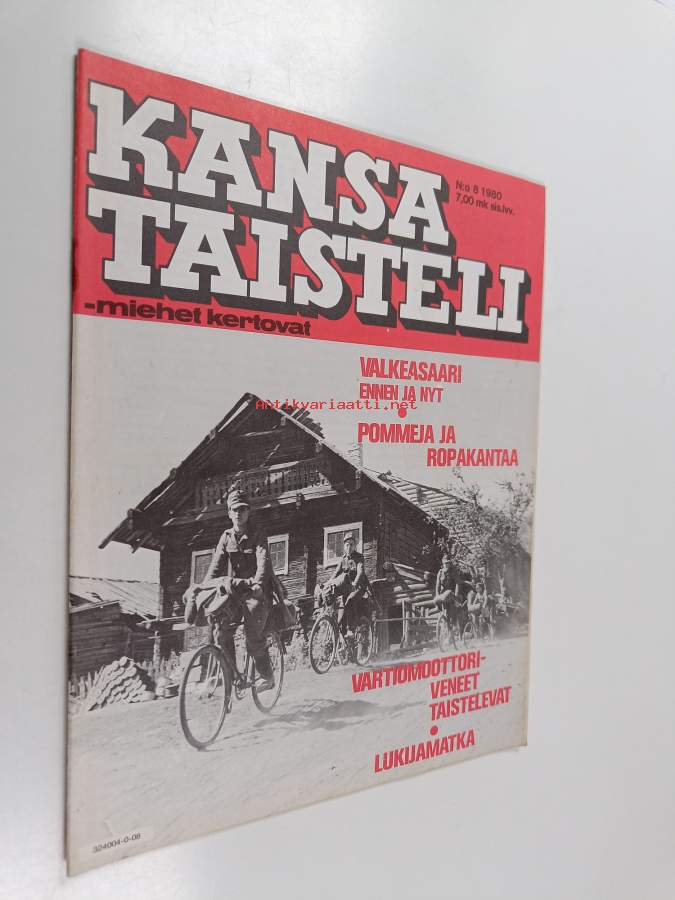 KANSA
TAISTELI
-miehet kertovat
N:o 8 1980
7,00 mk sis.lvv.
VALKEASAARI
ENNEN JA NYT
Antikvariaatti.net
POMMEJA JA
ROPAKANTAA
VARTIOMOOTTORI-
VENEET
TAISTELEVAT
LUKIJAMATKA
324004-0-08